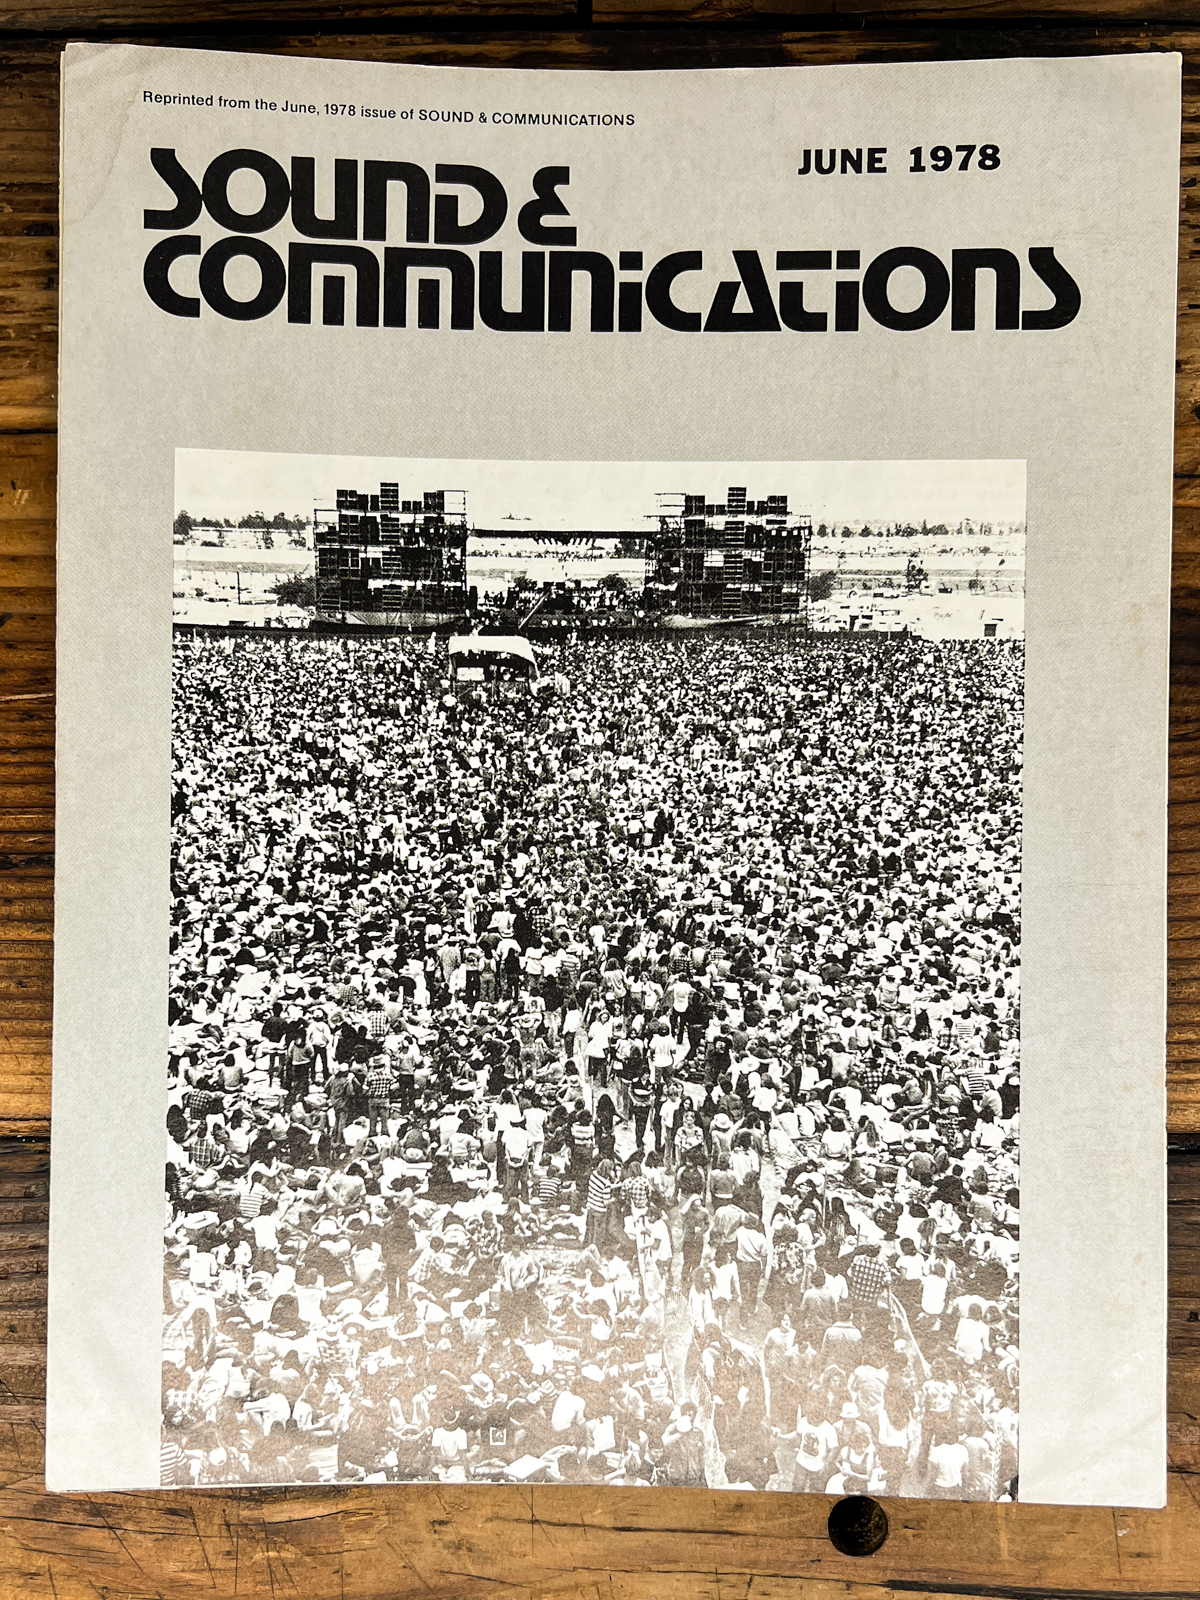 Reprinted from the June, 1978 issue of SOUND & COMMUNICATIONS
JUNE 1978
SOUND &
COMMUNICATIONS